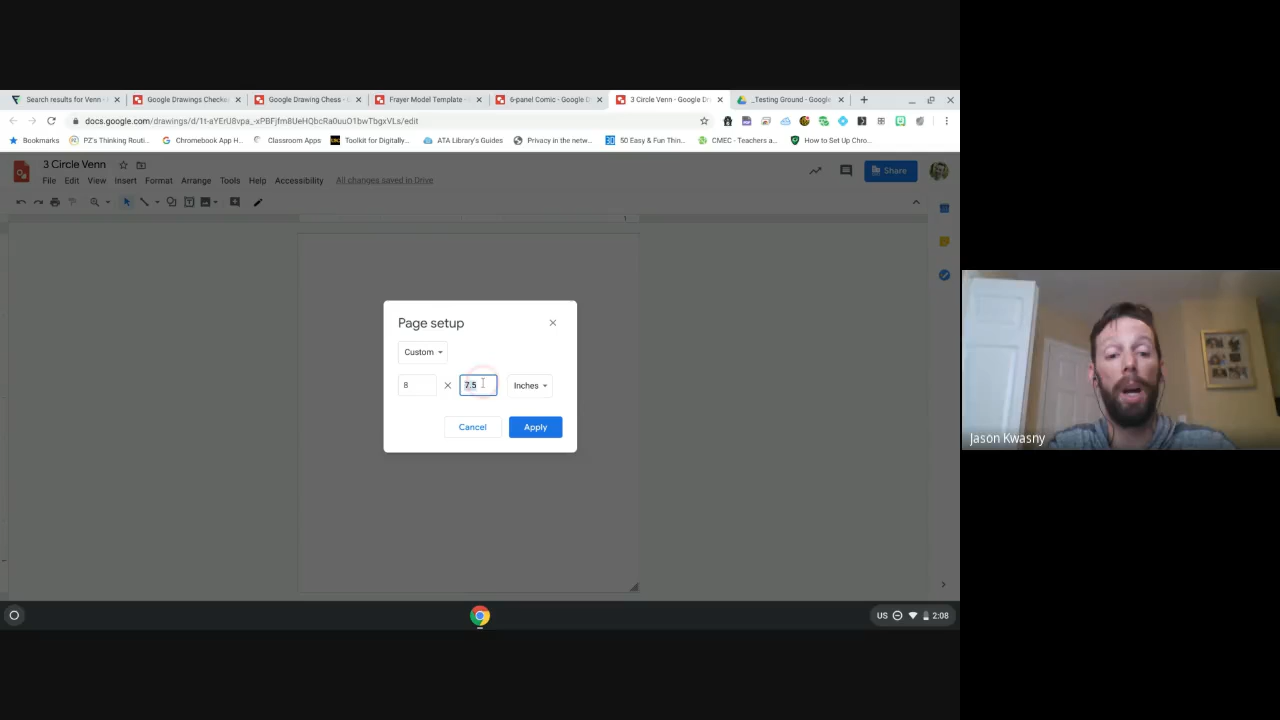 Search results for Venn -
Google Drawings Checke
Google Drawing Chess - c
Frayer Model Template -
6-panel Comic - Google D
3 Circle Venn - Google Dr
_Testing Ground - Google
docs.google.com/drawings/d/
/edit
Bookmarks
PZ's Thinking Routi...
Chromebook App H...
Classroom Apps
Toolkit for Digitally...
ATA Library's Guides
Privacy in the netw...
50 Easy & Fun Thin...
CMEC - Teachers a...
How to Set Up Chro...
3 Circle Venn
File Edit View Insert Format Arrange Tools Help Accessibility All changes saved in Drive
Share
Page setup
Custom
8 × 7.5 Inches
Cancel Apply
Jason Kwasny
US 2:08